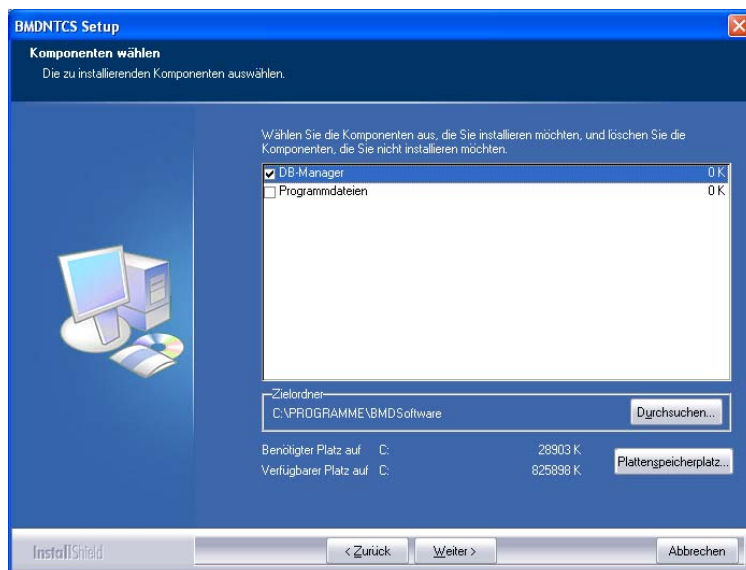 BMDNTCS Setup
Komponenten wählen
Die zu installierenden Komponenten auswählen.
Wählen Sie die Komponenten aus, die Sie installieren möchten, und löschen Sie die
Komponenten, die Sie nicht installieren möchten.
DB-Manager 0 K
Programmdateien 0 K
Zielordner
C:\PROGRAMME\BMDSoftware
Durchsuchen...
Benötigter Platz auf C: 28903 K
Verfügbarer Platz auf C: 825898 K
Plattenspeicherplatz...
InstallShield
< Zurück
Weiter >
Abbrechen